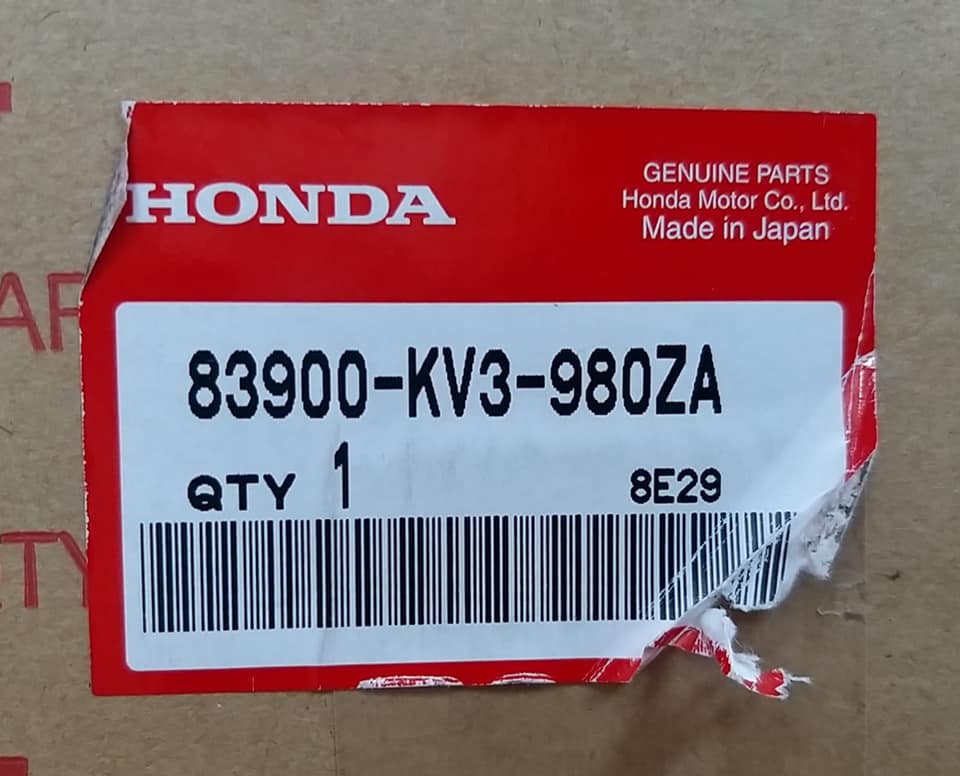 HONDA
GENUINE PARTS
Honda Motor Co., Ltd.
Made in Japan
83900-KV3-980ZA
QTY 1
8E29